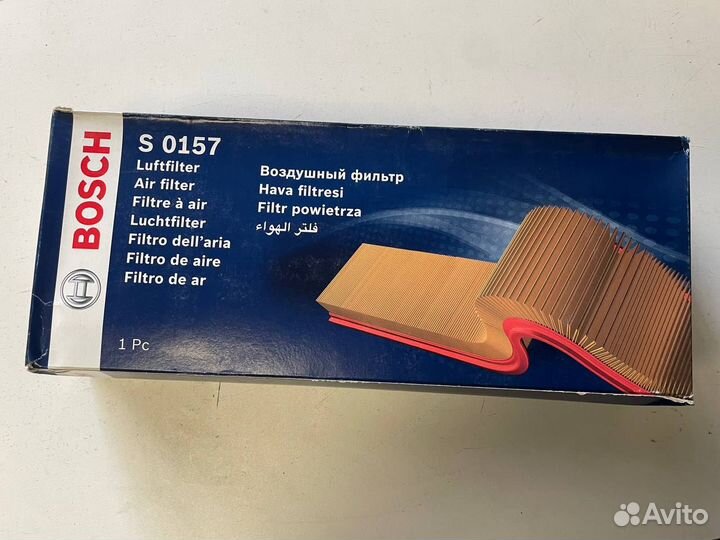 BOSCH
S 0157
Luftfilter
Air filter
Filtre à air
Luchtfilter
Filtro dell'aria
Filtro de aire
Filtro de ar
1 Pc
Воздушный фильтр
Hava filtresi
Filtr powietrza
فلتر الهواء
Avito